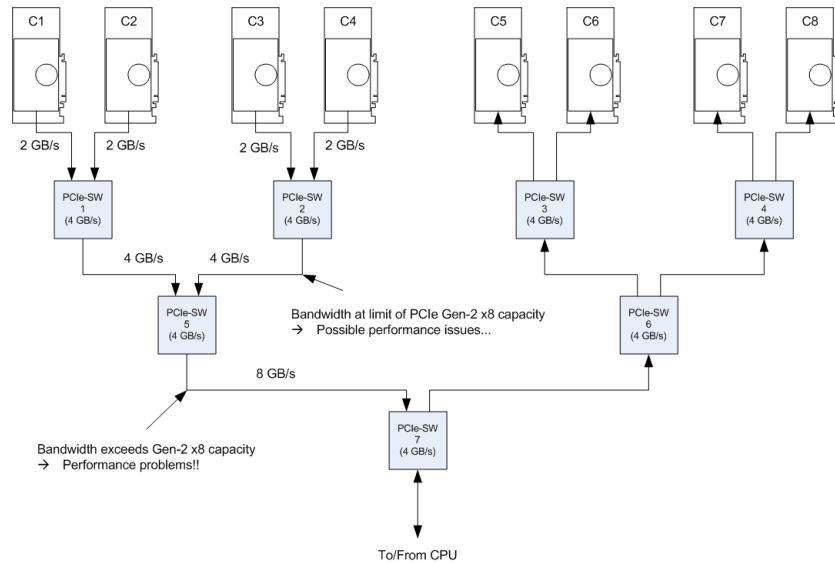 C1
C2
C3
C4
C5
C6
C7
C8
2 GB/s
2 GB/s
2 GB/s
2 GB/s
PCIe-SW
1
(4 GB/s)
PCIe-SW
2
(4 GB/s)
PCIe-SW
3
(4 GB/s)
PCIe-SW
4
(4 GB/s)
4 GB/s
4 GB/s
PCIe-SW
5
(4 GB/s)
Bandwidth at limit of PCIe Gen-2 x8 capacity
→ Possible performance issues...
PCIe-SW
6
(4 GB/s)
8 GB/s
Bandwidth exceeds Gen-2 x8 capacity
→ Performance problems!!
PCIe-SW
7
(4 GB/s)
To/From CPU